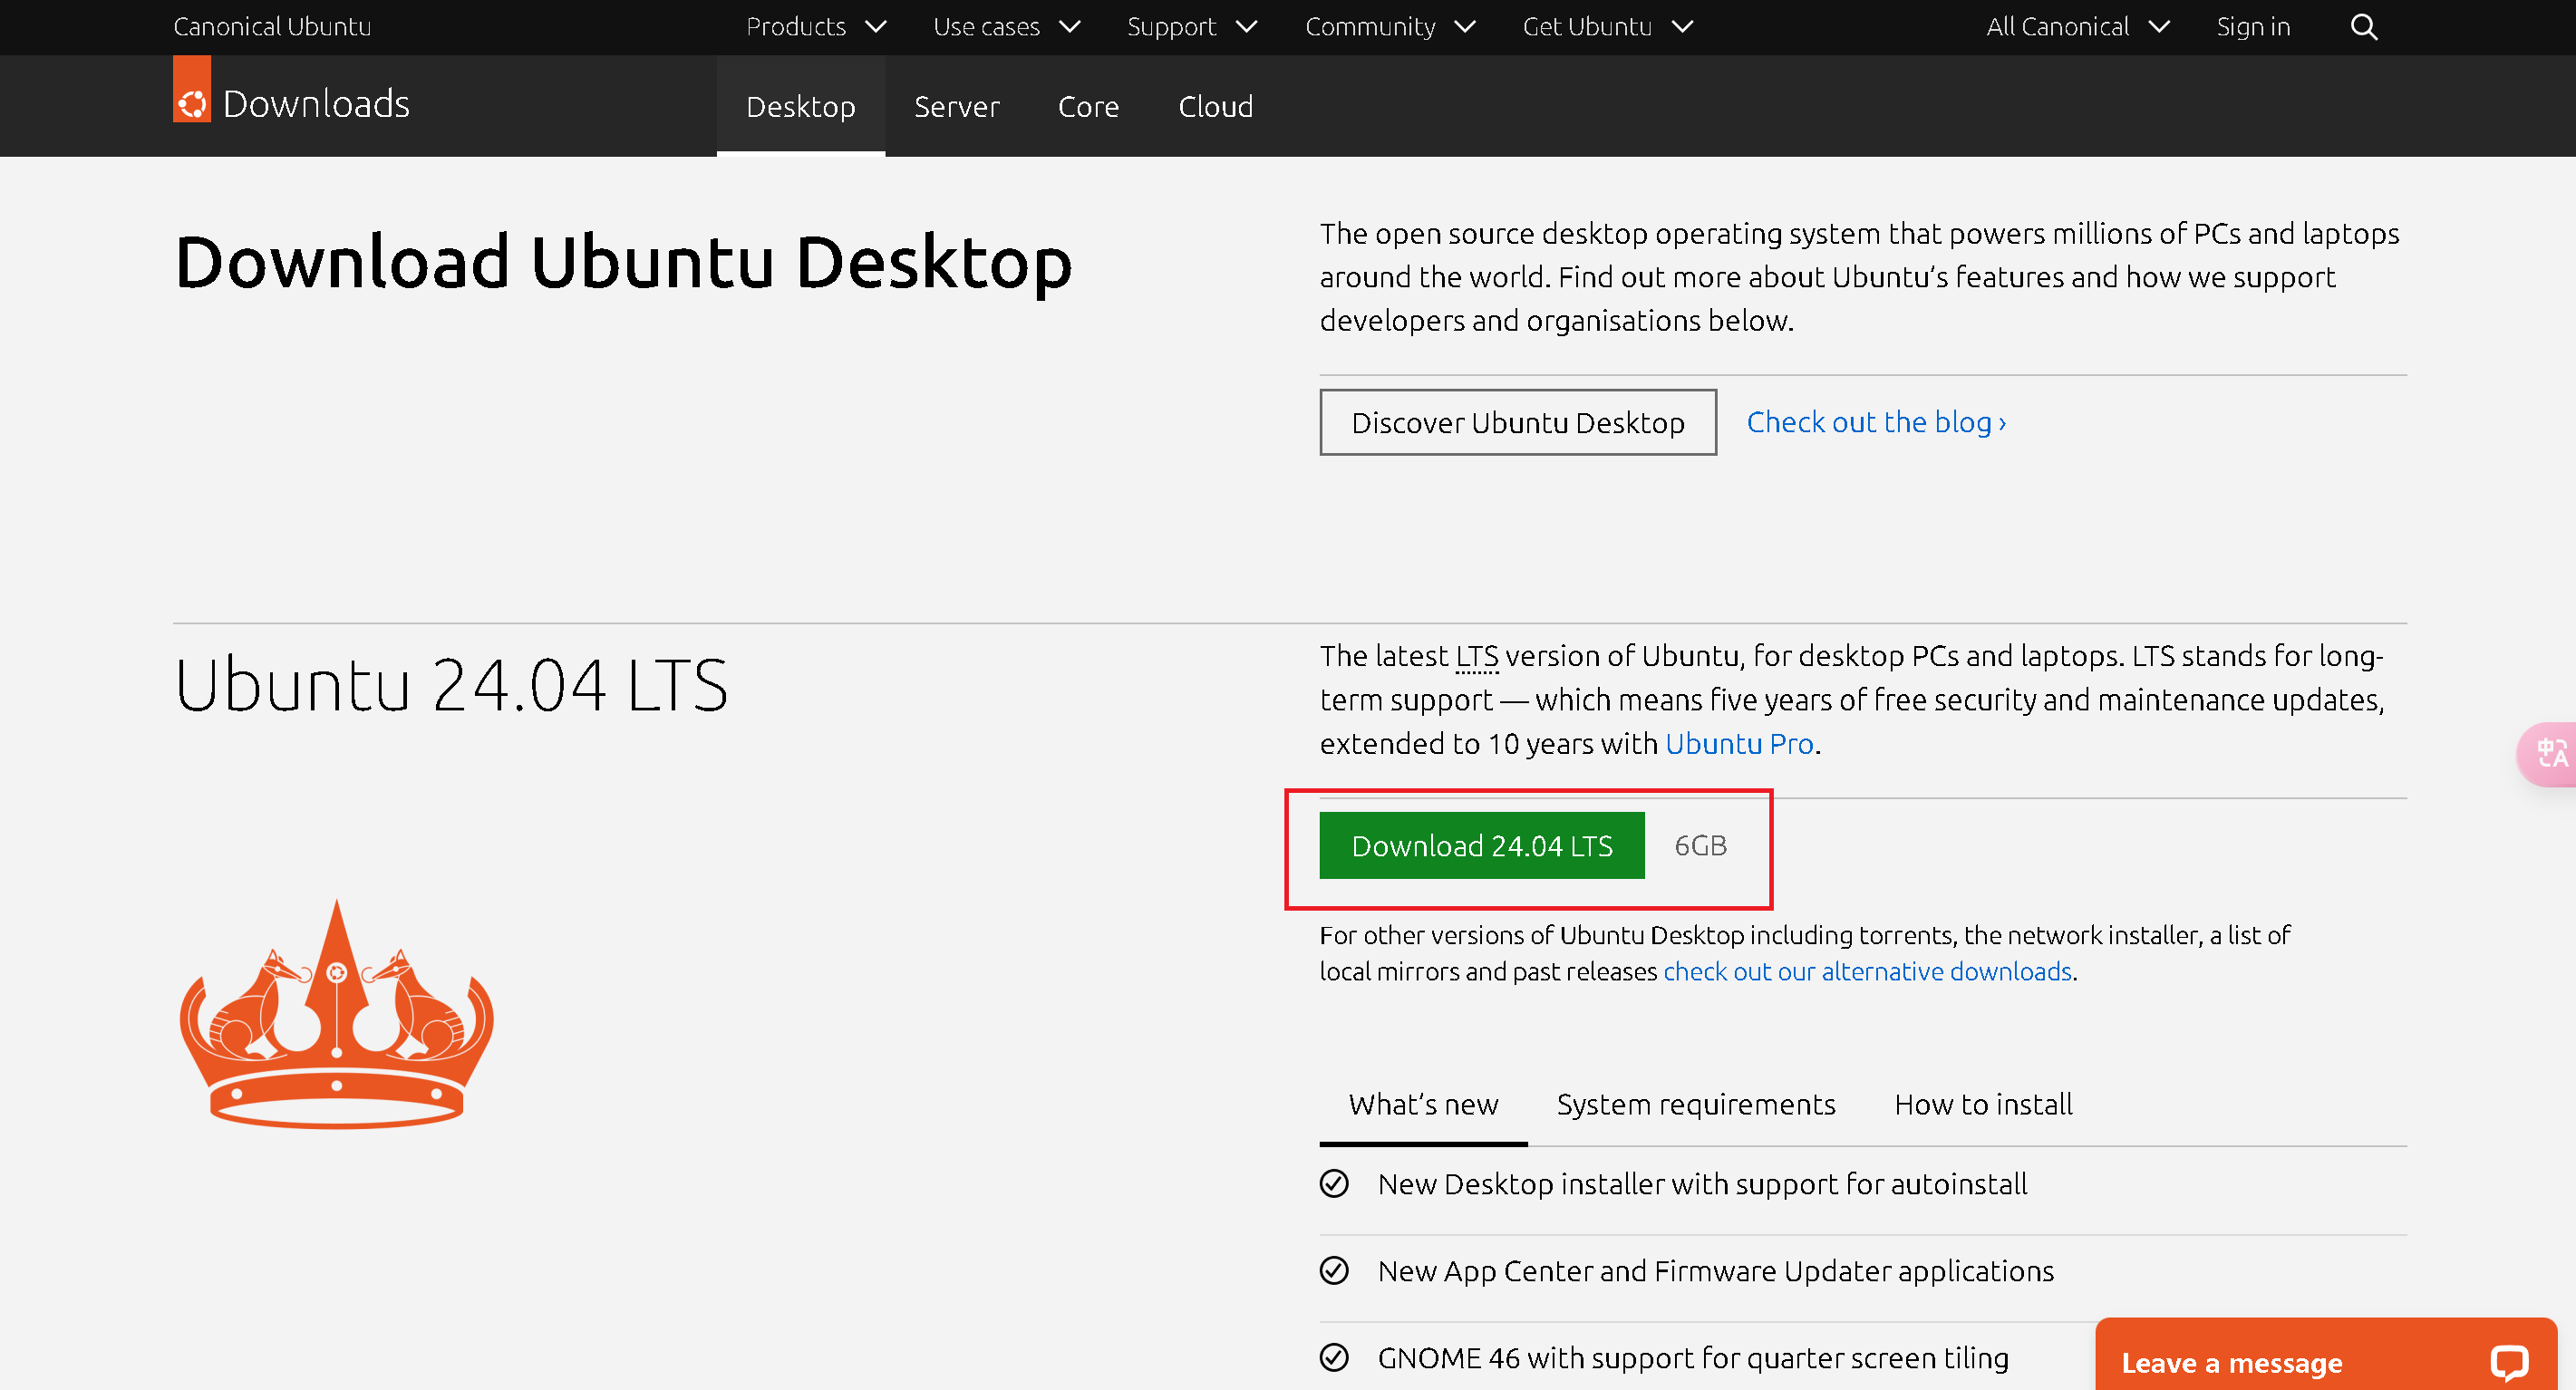 Canonical Ubuntu
Products
Use cases
Support
Community
Get Ubuntu
All Canonical
Sign in
Downloads
Desktop
Server
Core
Cloud
Download Ubuntu Desktop
The open source desktop operating system that powers millions of PCs and laptops
around the world. Find out more about Ubuntu's features and how we support
developers and organisations below.
Discover Ubuntu Desktop
Check out the blog ›
Ubuntu 24.04 LTS
The latest LTS version of Ubuntu, for desktop PCs and laptops. LTS stands for long-
term support — which means five years of free security and maintenance updates,
extended to 10 years with Ubuntu Pro.
Download 24.04 LTS
6GB
For other versions of Ubuntu Desktop including torrents, the network installer, a list of
local mirrors and past releases check out our alternative downloads.
What's new
System requirements
How to install
New Desktop installer with support for autoinstall
New App Center and Firmware Updater applications
GNOME 46 with support for quarter screen tiling
中A
Leave a message